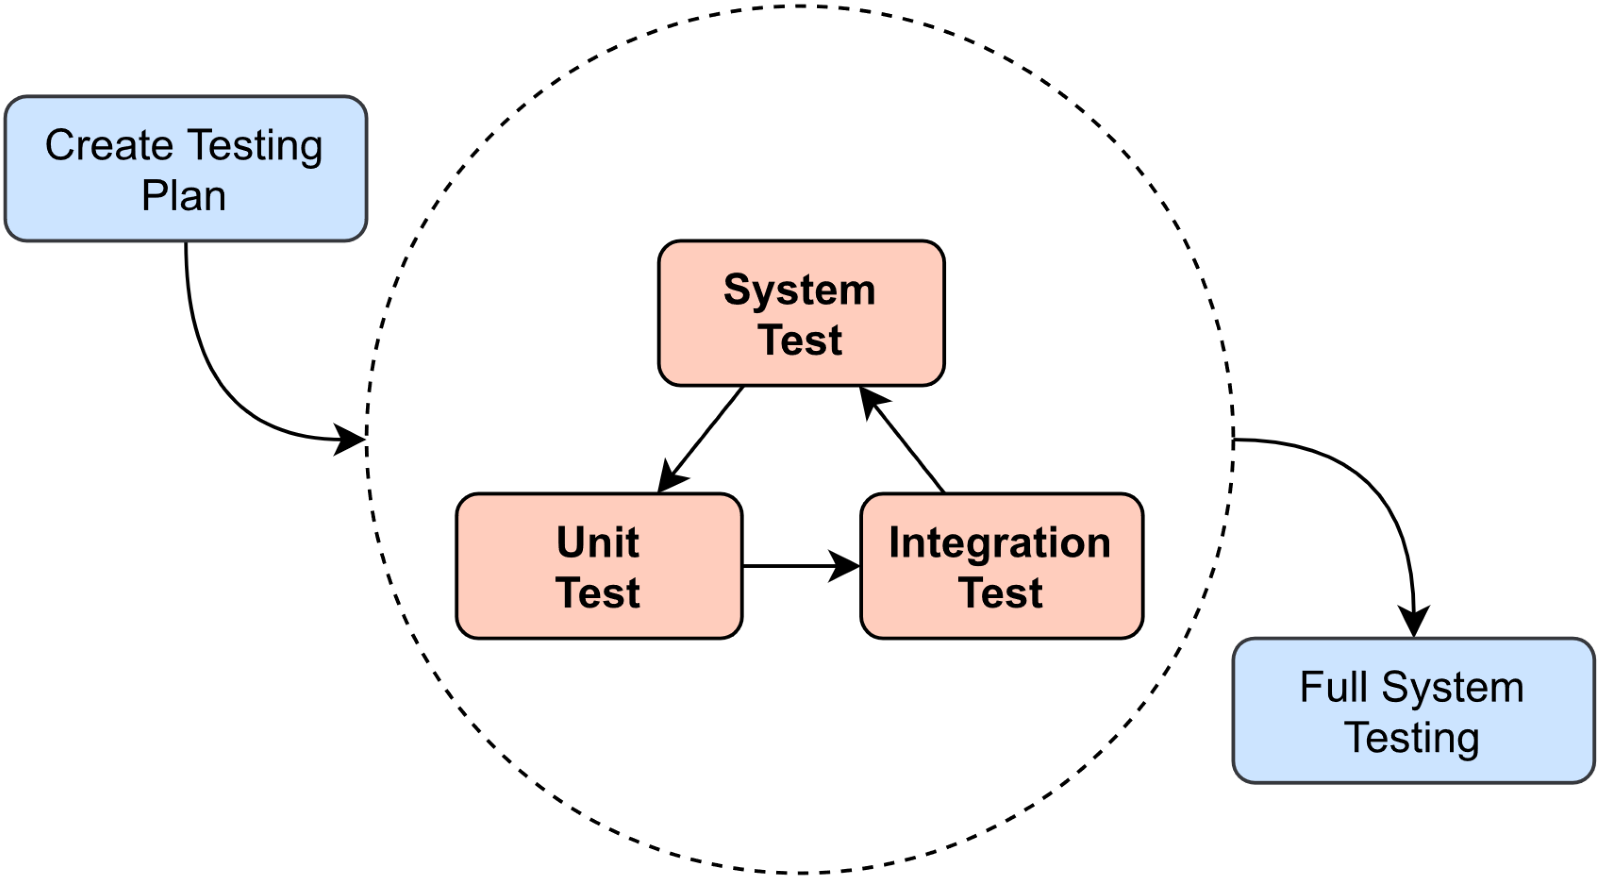 Create Testing
Plan
System
Test
Unit
Test
Integration
Test
Full System
Testing